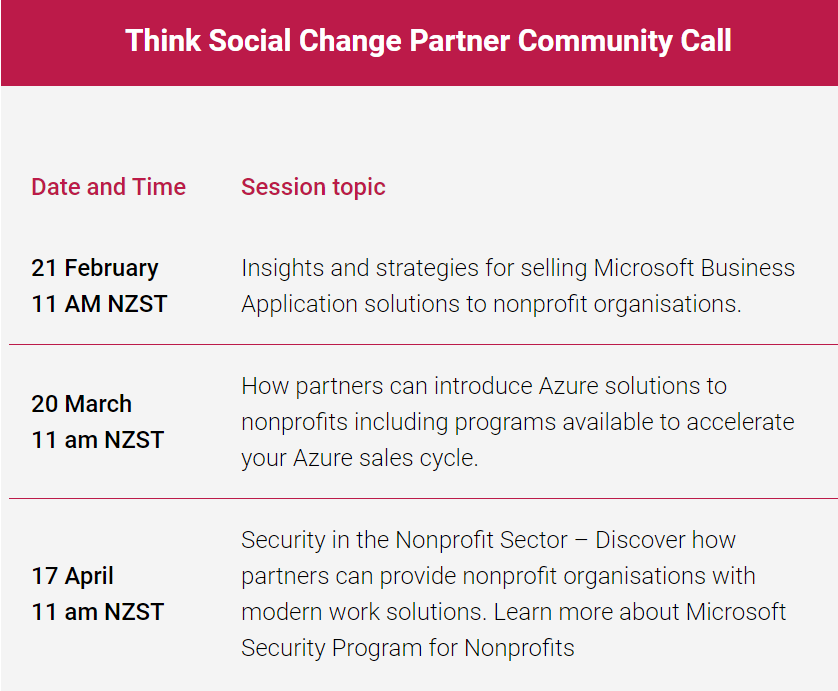 Think Social Change Partner Community Call
Date and Time
Session topic
21 February
11 AM NZST
Insights and strategies for selling Microsoft Business
Application solutions to nonprofit organisations.
20 March
11 am NZST
How partners can introduce Azure solutions to
nonprofits including programs available to accelerate
your Azure sales cycle.
17 April
11 am NZST
Security in the Nonprofit Sector – Discover how
partners can provide nonprofit organisations with
modern work solutions. Learn more about Microsoft
Security Program for Nonprofits